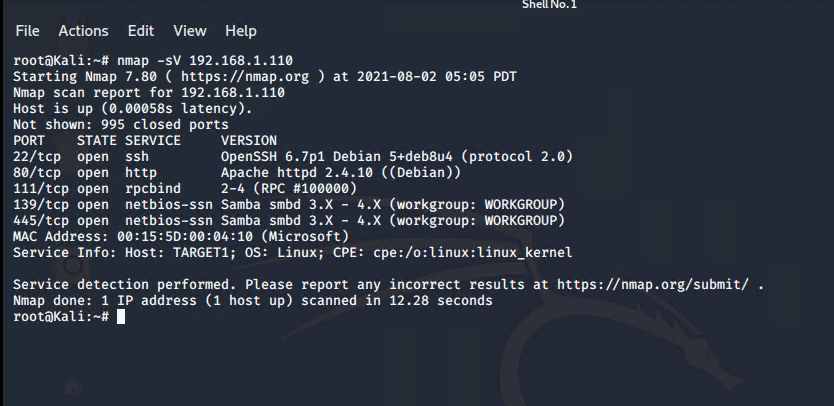 Shell No. 1
File Actions Edit View Help
root@Kali:~# nmap -sV 192.168.1.110
Starting Nmap 7.80 ( https://nmap.org ) at 2021-08-02 05:05 PDT
Nmap scan report for 192.168.1.110
Host is up (0.00058s latency).
Not shown: 995 closed ports
PORT    STATE SERVICE     VERSION
22/tcp  open  ssh         OpenSSH 6.7p1 Debian 5+deb8u4 (protocol 2.0)
80/tcp  open  http        Apache httpd 2.4.10 ((Debian))
111/tcp open  rpcbind     2-4 (RPC #100000)
139/tcp open  netbios-ssn Samba smbd 3.X - 4.X (workgroup: WORKGROUP)
445/tcp open  netbios-ssn Samba smbd 3.X - 4.X (workgroup: WORKGROUP)
MAC Address: 00:15:5D:00:04:10 (Microsoft)
Service Info: Host: TARGET1; OS: Linux; CPE: cpe:/o:linux:linux_kernel
Service detection performed. Please report any incorrect results at https://nmap.org/submit/ .
Nmap done: 1 IP address (1 host up) scanned in 12.28 seconds
root@Kali:~#